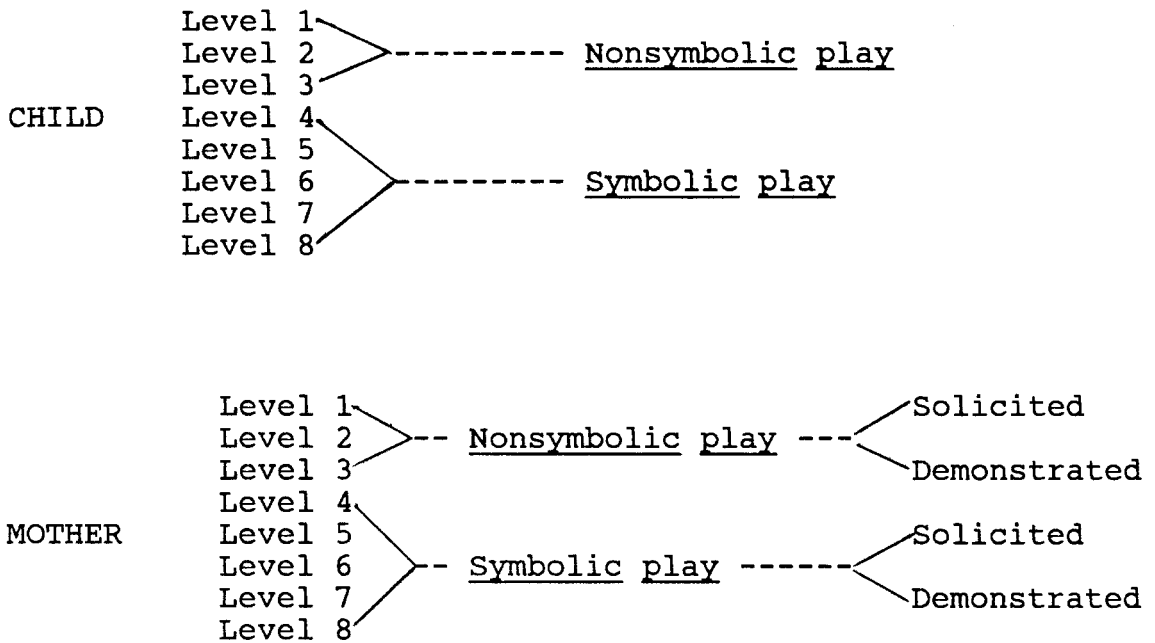 Level 1
Level 2 Nonsymbolic play
Level 3
CHILD Level 4
Level 5
Level 6 Symbolic play
Level 7
Level 8
Level 1 Solicited
Level 2 Nonsymbolic play
Level 3 Demonstrated
Level 4
MOTHER Level 5 Solicited
Level 6 Symbolic play
Level 7 Demonstrated
Level 8